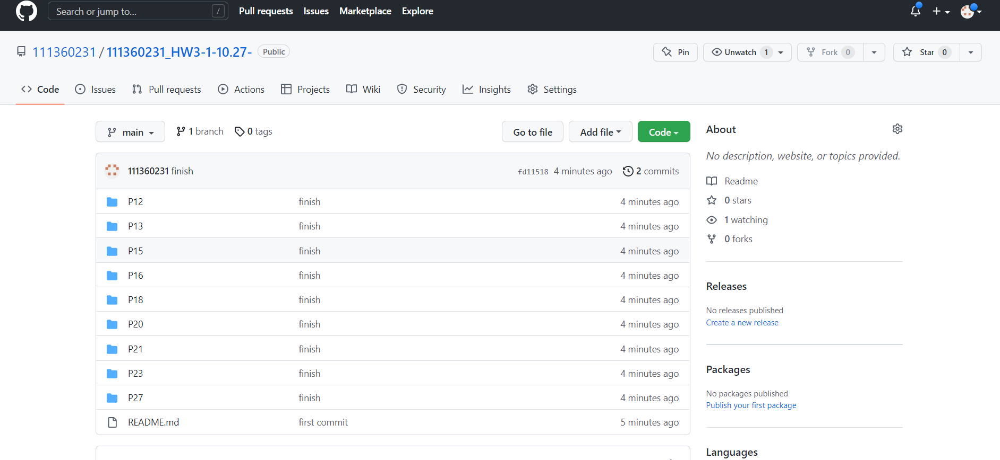 Search or jump to... / Pull requests Issues Marketplace Explore
111360231 / 111360231_HW3-1-10.27- Public Pin Unwatch 1 Fork 0 Star 0
Code Issues Pull requests Actions Projects Wiki Security Insights Settings
main 1 branch 0 tags Go to file Add file Code
111360231 finish fd11518 4 minutes ago 2 commits
P12 finish 4 minutes ago
P13 finish 4 minutes ago
P15 finish 4 minutes ago
P16 finish 4 minutes ago
P18 finish 4 minutes ago
P20 finish 4 minutes ago
P21 finish 4 minutes ago
P23 finish 4 minutes ago
P27 finish 4 minutes ago
README.md first commit 5 minutes ago
About
No description, website, or topics provided.
Readme
0 stars
1 watching
0 forks
Releases
No releases published
Create a new release
Packages
No packages published
Publish your first package
Languages